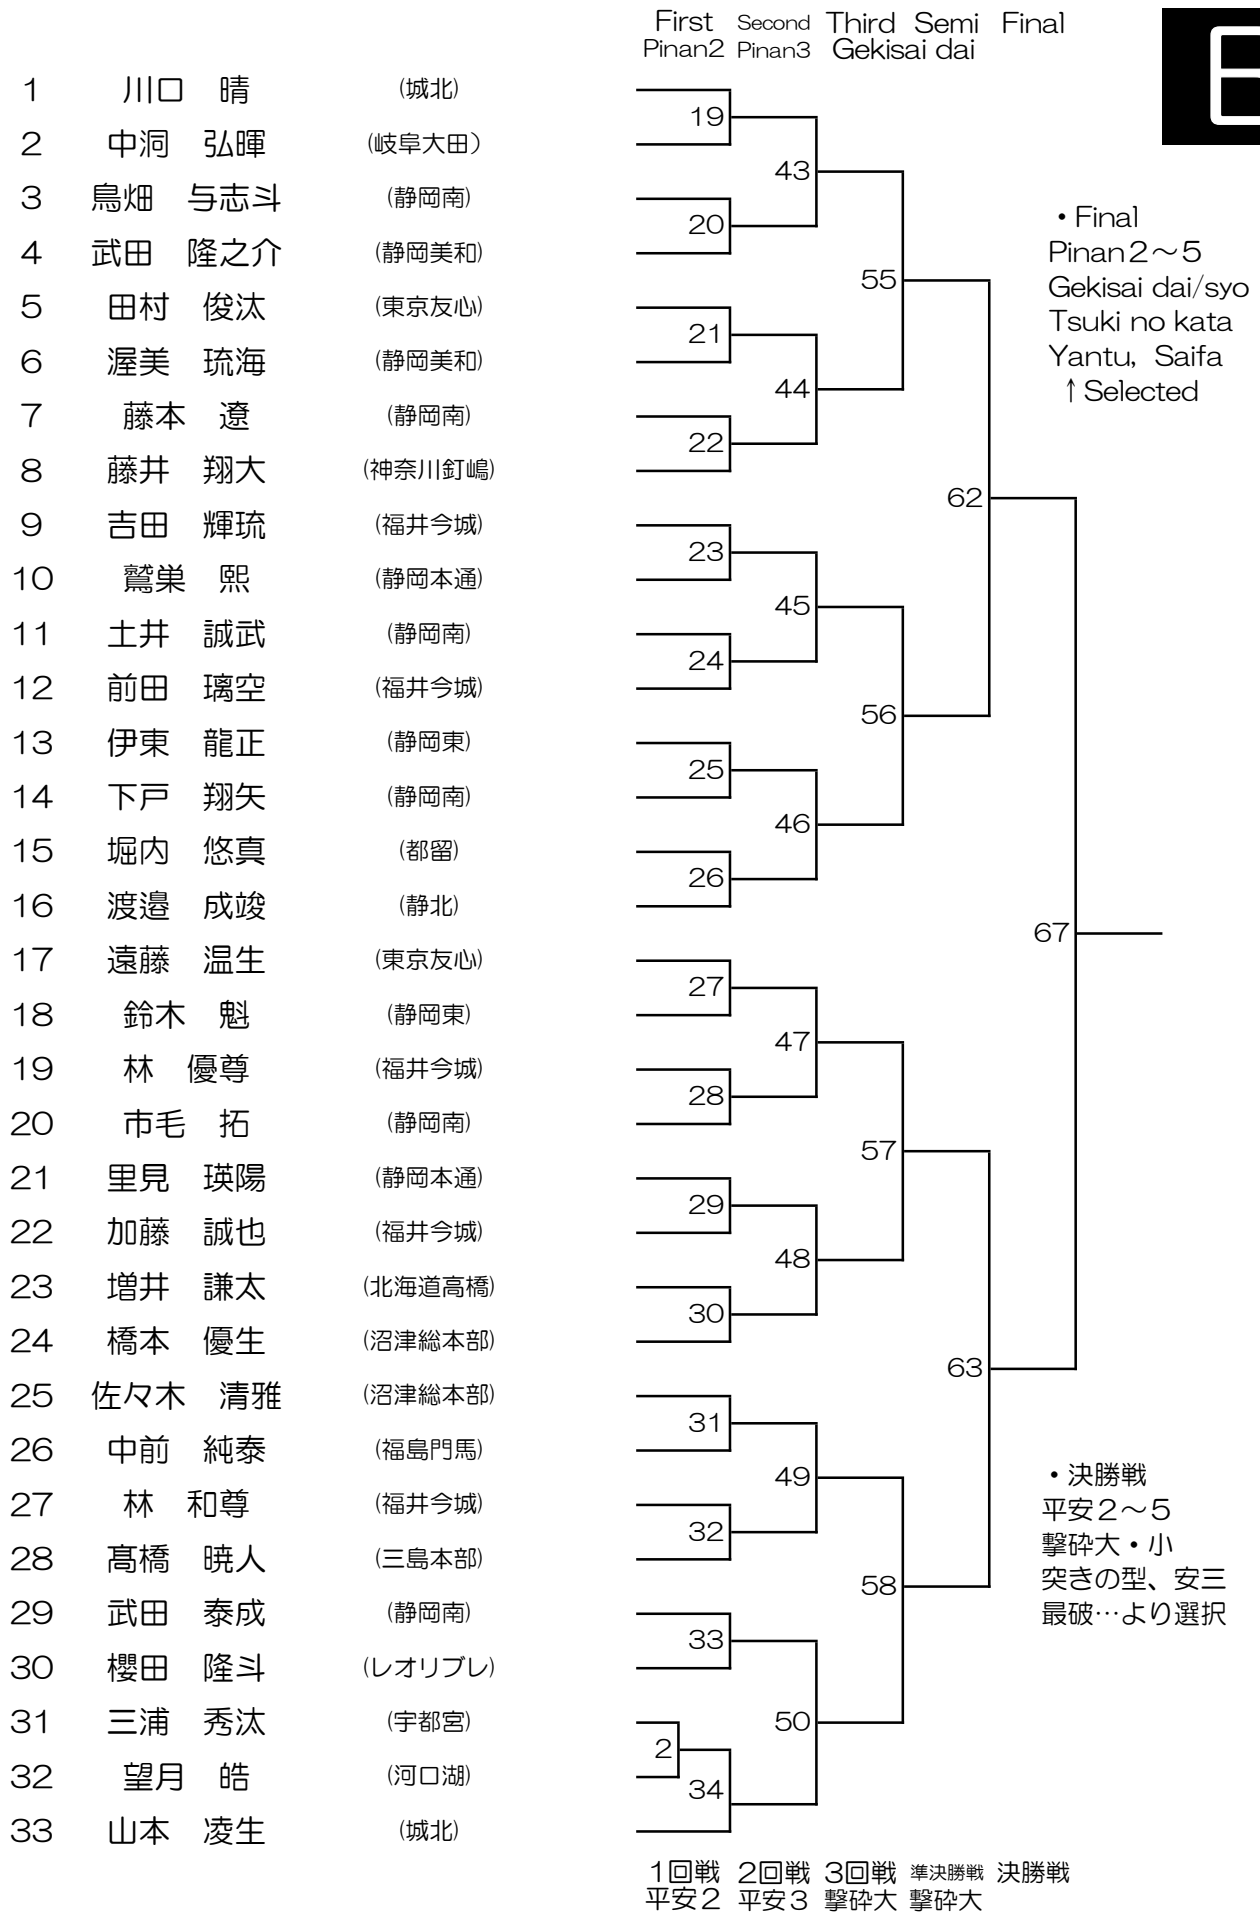 First Second Third Semi Final
Pinan2 Pinan3 Gekisai dai
1 川口 晴 (城北)
2 中洞 弘暉 (岐阜大田)
3 鳥畑 与志斗 (静岡南)
4 武田 隆之介 (静岡美和)
5 田村 俊汰 (東京友心)
6 渥美 琉海 (静岡美和)
7 藤本 遼 (静岡南)
8 藤井 翔大 (神奈川釘嶋)
9 吉田 輝琉 (福井今城)
10 鷲巣 熙 (静岡本通)
11 土井 誠武 (静岡南)
12 前田 璃空 (福井今城)
13 伊東 龍正 (静岡東)
14 下戸 翔矢 (静岡南)
15 堀内 悠真 (都留)
16 渡邉 成竣 (静北)
17 遠藤 温生 (東京友心)
18 鈴木 魁 (静岡東)
19 林 優尊 (福井今城)
20 市毛 拓 (静岡南)
21 里見 瑛陽 (静岡本通)
22 加藤 誠也 (福井今城)
23 増井 謙太 (北海道高橋)
24 橋本 優生 (沼津総本部)
25 佐々木 清雅 (沼津総本部)
26 中前 純泰 (福島門馬)
27 林 和尊 (福井今城)
28 髙橋 暁人 (三島本部)
29 武田 泰成 (静岡南)
30 櫻田 隆斗 (レオリブレ)
31 三浦 秀汰 (宇都宮)
32 望月 皓 (河口湖)
33 山本 凌生 (城北)
19
20
21
22
23
24
25
26
27
28
29
30
31
32
33
2
34
43
44
45
46
47
48
49
50
55
56
57
58
62
63
67
・Final
Pinan2～5
Gekisai dai/syo
Tsuki no kata
Yantu, Saifa
↑Selected
・決勝戦
平安2～5
撃砕大・小
突きの型、安三
最破…より選択
1回戦 2回戦 3回戦 準決勝戦 決勝戦
平安2 平安3 撃砕大 撃砕大